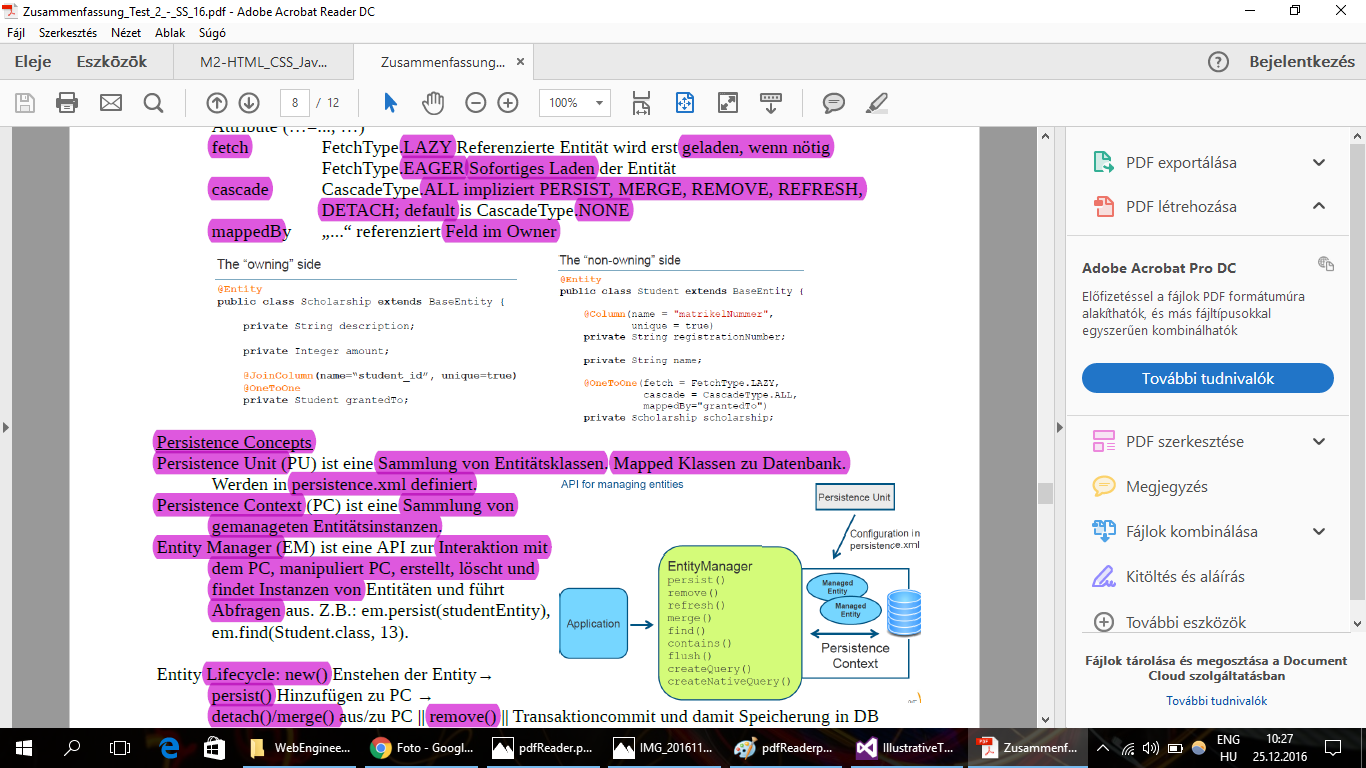 Zusammenfassung_Test_2_-_SS_16.pdf - Adobe Acrobat Reader DC
Fájl Szerkesztés Nézet Ablak Súgó
Eleje Eszközök M2-HTML_CSS_Jav... Zusammenfassung... × Bejelentkezés
8 / 12 100%
Attribute (…=..., …)
fetch FetchType.LAZY Referenzierte Entität wird erst geladen, wenn nötig
FetchType.EAGER Sofortiges Laden der Entität
cascade CascadeType.ALL impliziert PERSIST, MERGE, REMOVE, REFRESH,
DETACH; default is CascadeType.NONE
mappedBy „...“ referenziert Feld im Owner
The “owning” side
@Entity
public class Scholarship extends BaseEntity {
private String description;
private Integer amount;
@JoinColumn(name=“student_id”, unique=true)
@OneToOne
private Student grantedTo;
The “non-owning” side
@Entity
public class Student extends BaseEntity {
@Column(name = "matrikelNummer",
unique = true)
private String registrationNumber;
private String name;
@OneToOne(fetch = FetchType.LAZY,
cascade = CascadeType.ALL,
mappedBy="grantedTo")
private Scholarship scholarship;
Persistence Concepts
Persistence Unit (PU) ist eine Sammlung von Entitätsklassen. Mapped Klassen zu Datenbank.
Werden in persistence.xml definiert.
Persistence Context (PC) ist eine Sammlung von
gemanageten Entitätsinstanzen.
Entity Manager (EM) ist eine API zur Interaktion mit
dem PC, manipuliert PC, erstellt, löscht und
findet Instanzen von Entitäten und führt
Abfragen aus. Z.B.: em.persist(studentEntity),
em.find(Student.class, 13).
API for managing entities
Persistence Unit
Configuration in
persistence.xml
Application
EntityManager
persist()
remove()
refresh()
merge()
find()
contains()
flush()
createQuery()
createNativeQuery()
Managed
Entity
Managed
Entity
Persistence
Context
Entity Lifecycle: new() Enstehen der Entity→
persist() Hinzufügen zu PC →
detach()/merge() aus/zu PC || remove() || Transaktioncommit und damit Speicherung in DB
PDF exportálása
PDF létrehozása
Adobe Acrobat Pro DC
Előfizetéssel a fájlok PDF formátumúra
alakíthatók, és más fájltípusokkal
egyszerűen kombinálhatók
További tudnivalók
PDF szerkesztése
Megjegyzés
Fájlok kombinálása
Kitöltés és aláírás
További eszközök
Fájlok tárolása és megosztása a Document
Cloud szolgáltatásban
További tudnivalók
WebEnginee... Foto - Googl... pdfReader.p... IMG_201611... pdfReaderp... IllustrativeT... Zusammenf...
ENG 10:27
HU 25.12.2016